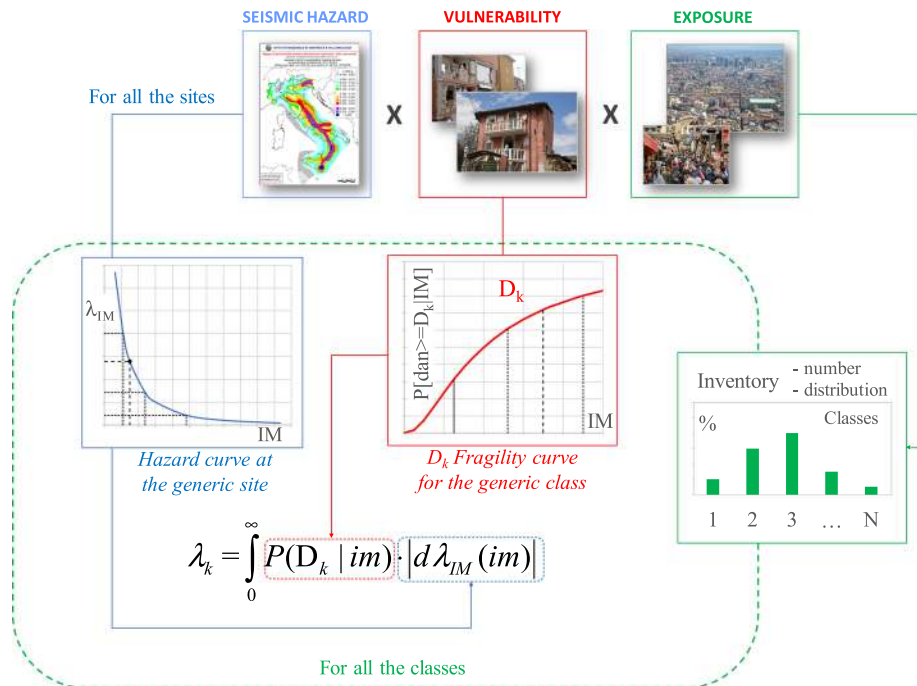 SEISMIC HAZARD
VULNERABILITY
EXPOSURE
For all the sites
X
X
λIM
IM
P[dan>=Dk|IM]
Dk
IM
Hazard curve at
the generic site
Dk Fragility curve
for the generic class
Inventory
- number
- distribution
%
Classes
1 2 3 ... N
λk = ∫0∞ P(Dk | im) · |dλIM(im)|
For all the classes